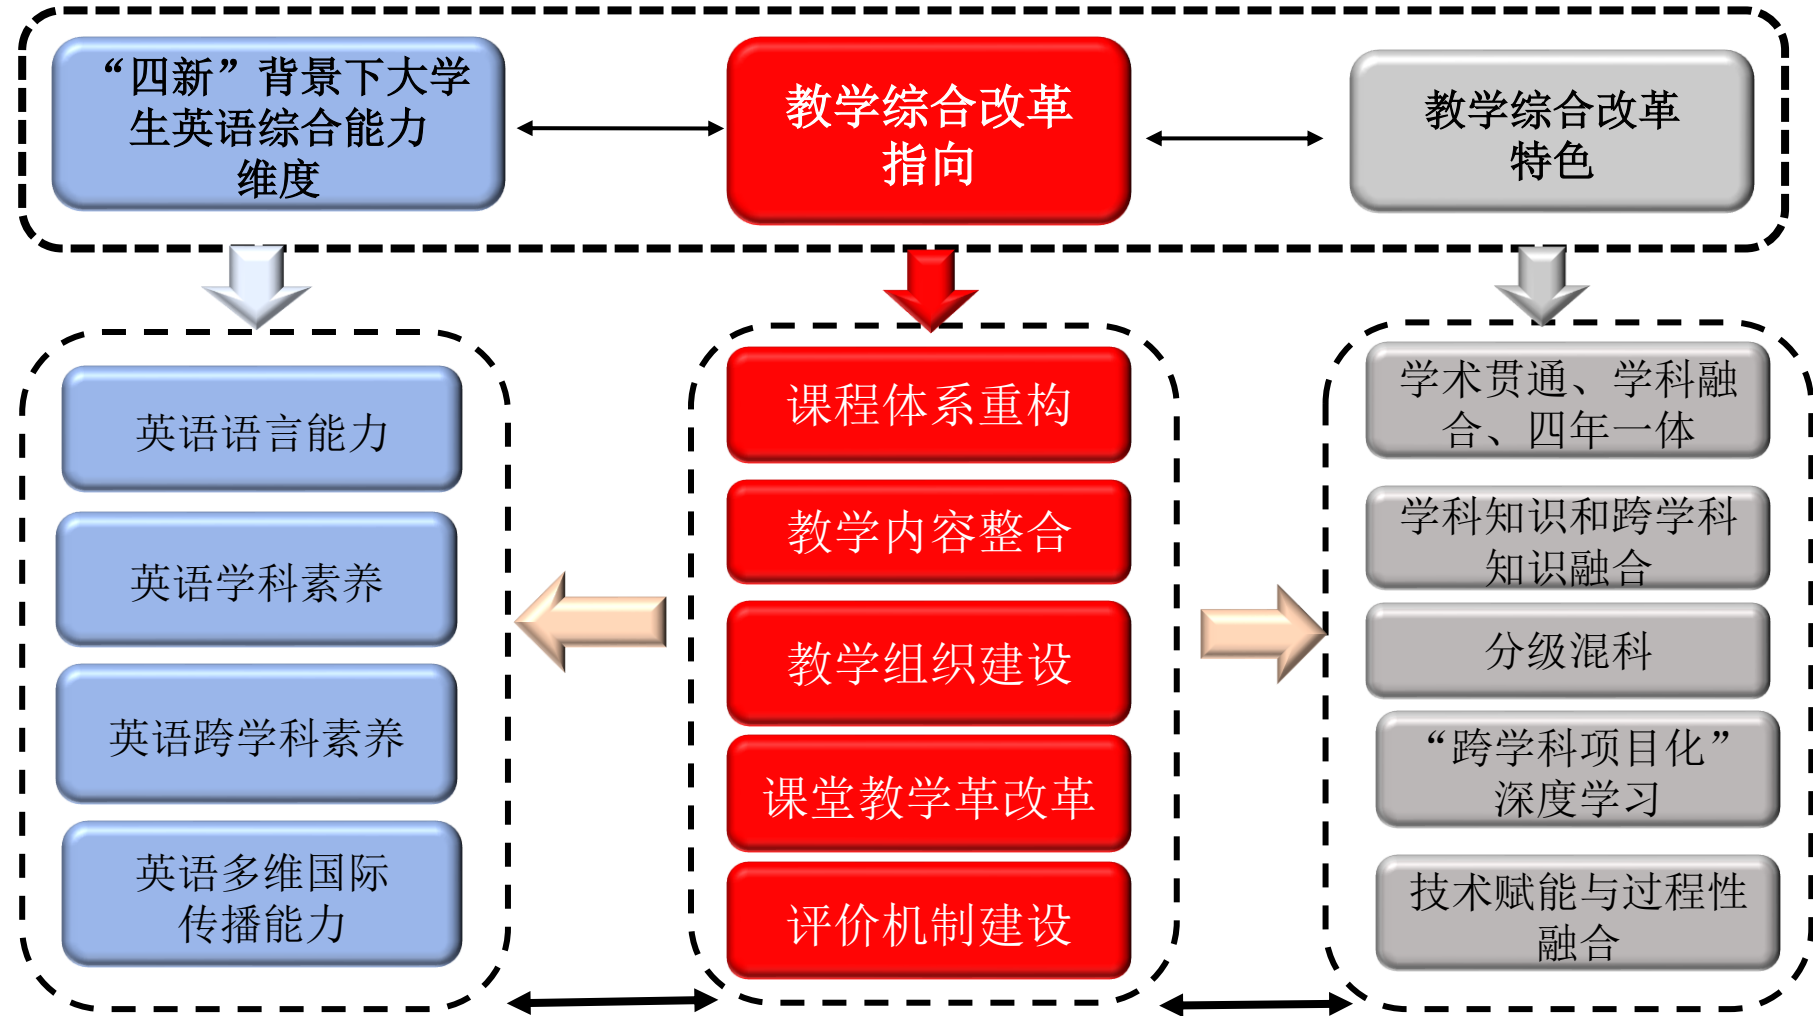 “四新”背景下大学
生英语综合能力
维度
教学综合改革
指向
教学综合改革
特色
英语语言能力
英语学科素养
英语跨学科素养
英语多维国际
传播能力
课程体系重构
教学内容整合
教学组织建设
课堂教学革改革
评价机制建设
学术贯通、学科融
合、四年一体
学科知识和跨学科
知识融合
分级混科
“跨学科项目化”
深度学习
技术赋能与过程性
融合